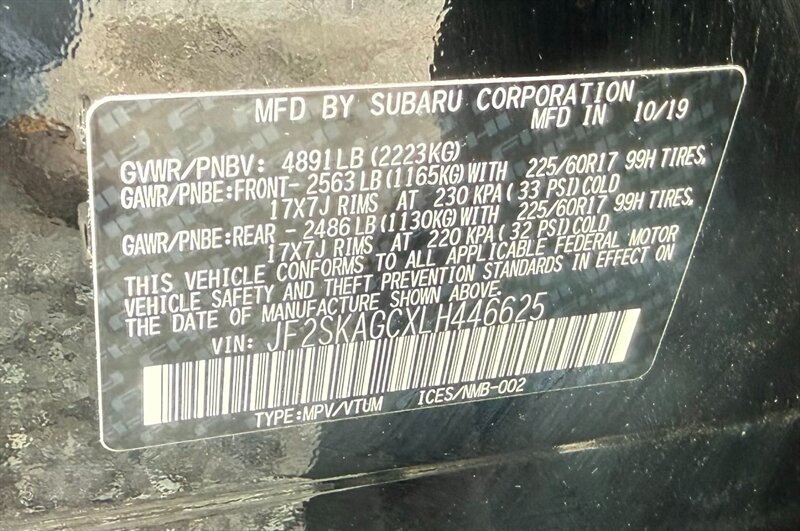 MFD BY SUBARU CORPORATION
MFD IN 10/19
GVWR/PNBV: 4891LB (2223KG)
GAWR/PNBE:FRONT- 2563LB (1165KG)WITH 225/60R17 99H TIRES,
17X7J RIMS AT 230 KPA( 33 PSI)COLD
GAWR/PNBE:REAR - 2486LB (1130KG)WITH 225/60R17 99H TIRES,
17X7J RIMS AT 220 KPA( 32 PSI)COLD
THIS VEHICLE CONFORMS TO ALL APPLICABLE FEDERAL MOTOR
VEHICLE SAFETY AND THEFT PREVENTION STANDARDS IN EFFECT ON
THE DATE OF MANUFACTURE SHOWN ABOVE.
VIN: JF2SKAGCXLH446625
TYPE:MPV/VTUM ICES/NMB-002